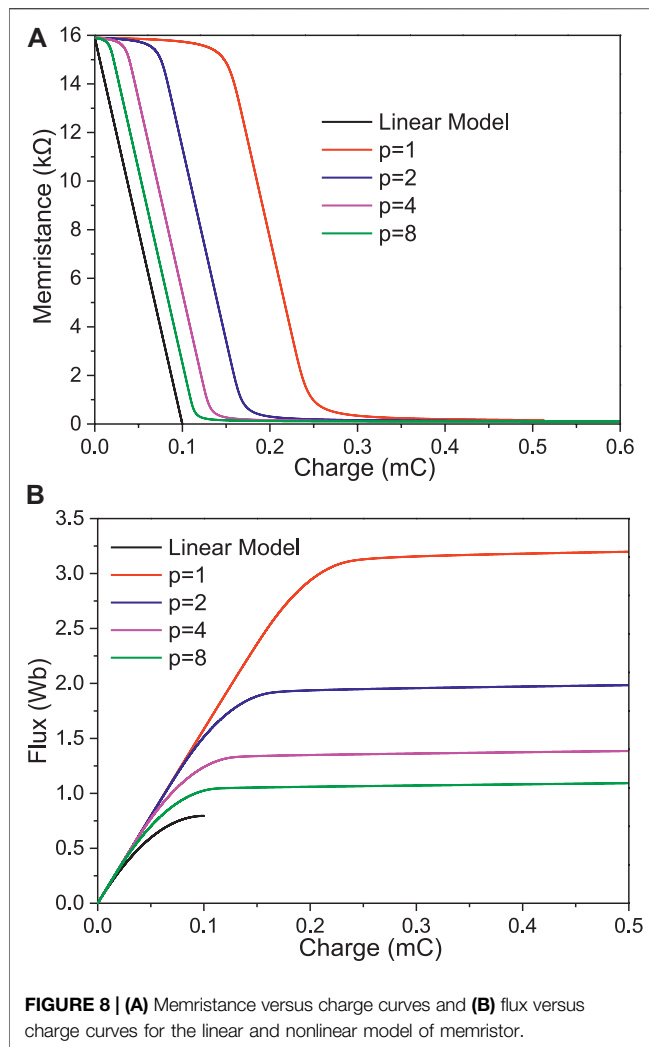 A
Memristance (kΩ)
16
14
12
10
8
6
4
2
0
Linear Model
p=1
p=2
p=4
p=8
0.0 0.1 0.2 0.3 0.4 0.5 0.6
Charge (mC)
B
Flux (Wb)
3.5
3.0
2.5
2.0
1.5
1.0
0.5
0.0
Linear Model
p=1
p=2
p=4
p=8
0.0 0.1 0.2 0.3 0.4 0.5
Charge (mC)
FIGURE 8 | (A) Memristance versus charge curves and (B) flux versus
charge curves for the linear and nonlinear model of memristor.